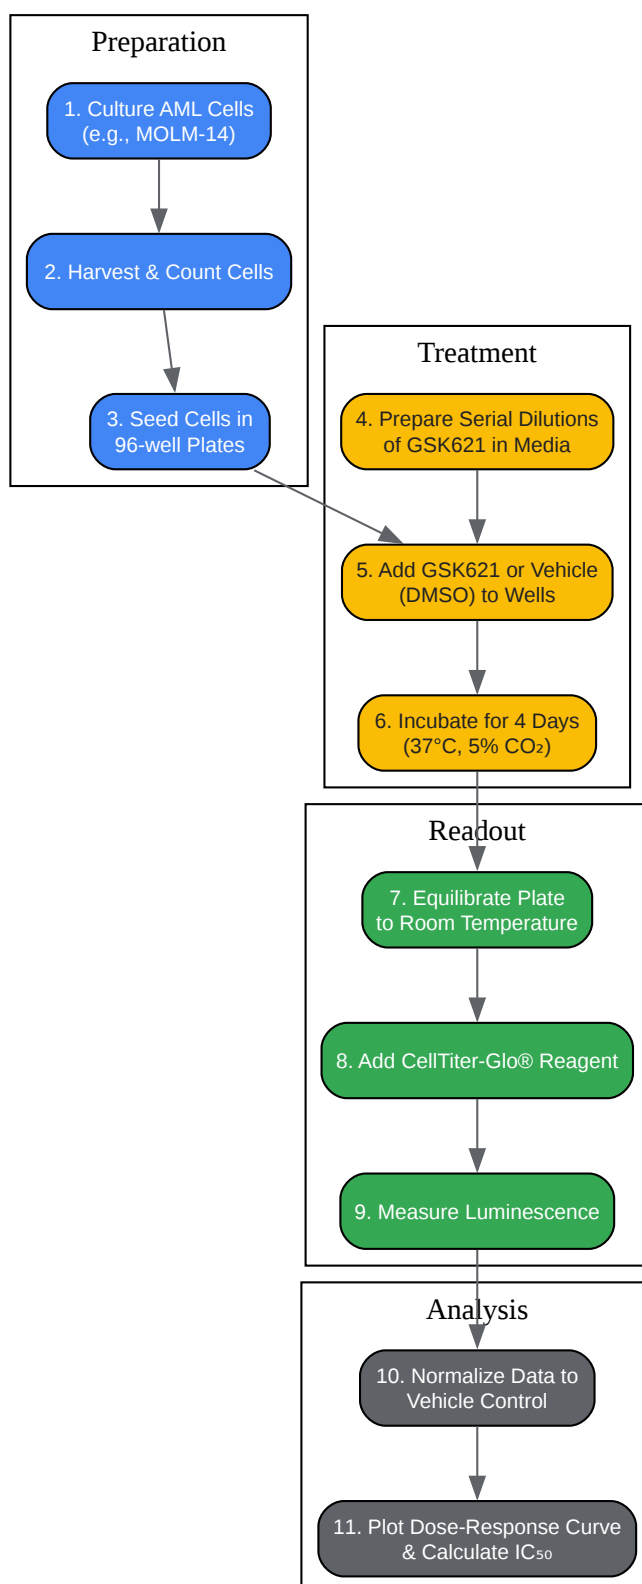 Preparation
1. Culture AML Cells
(e.g., MOLM-14)
2. Harvest & Count Cells
3. Seed Cells in
96-well Plates
Treatment
4. Prepare Serial Dilutions
of GSK621 in Media
5. Add GSK621 or Vehicle
(DMSO) to Wells
6. Incubate for 4 Days
(37°C, 5% CO₂)
Readout
7. Equilibrate Plate
to Room Temperature
8. Add CellTiter-Glo® Reagent
9. Measure Luminescence
Analysis
10. Normalize Data to
Vehicle Control
11. Plot Dose-Response Curve
& Calculate IC₅₀